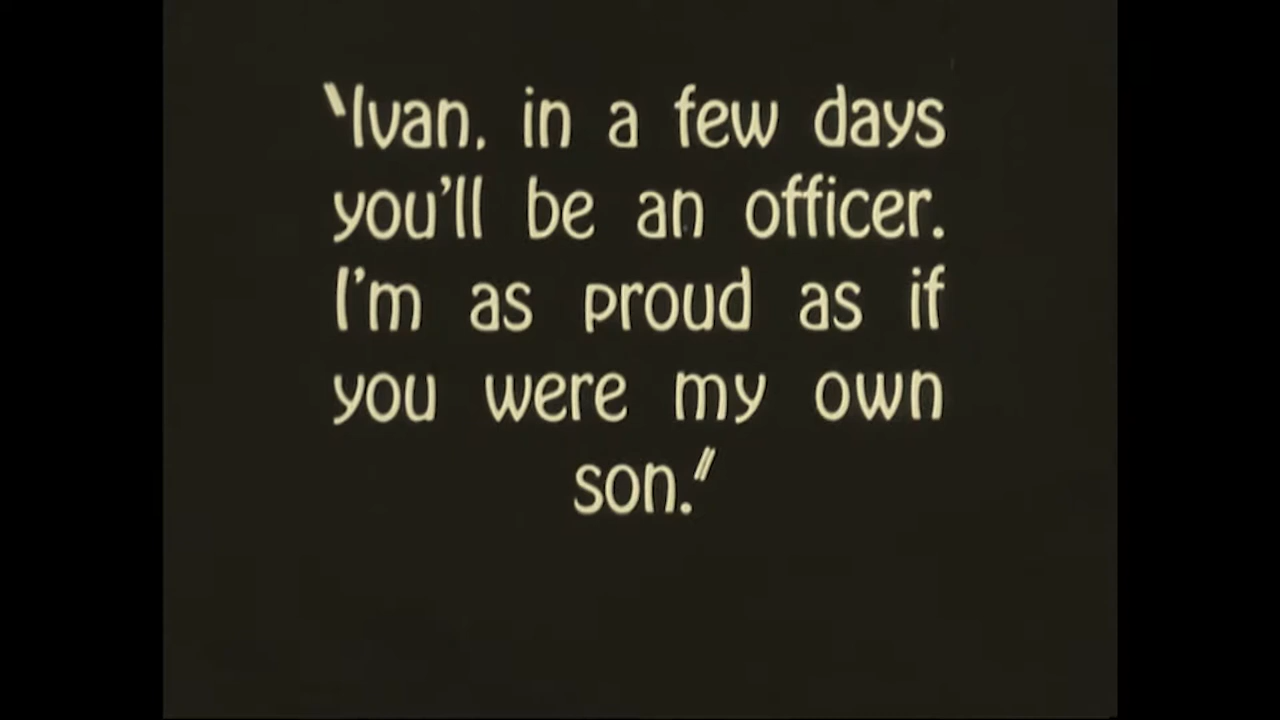 "Ivan, in a few days
you'll be an officer.
I'm as proud as if
you were my own
son."